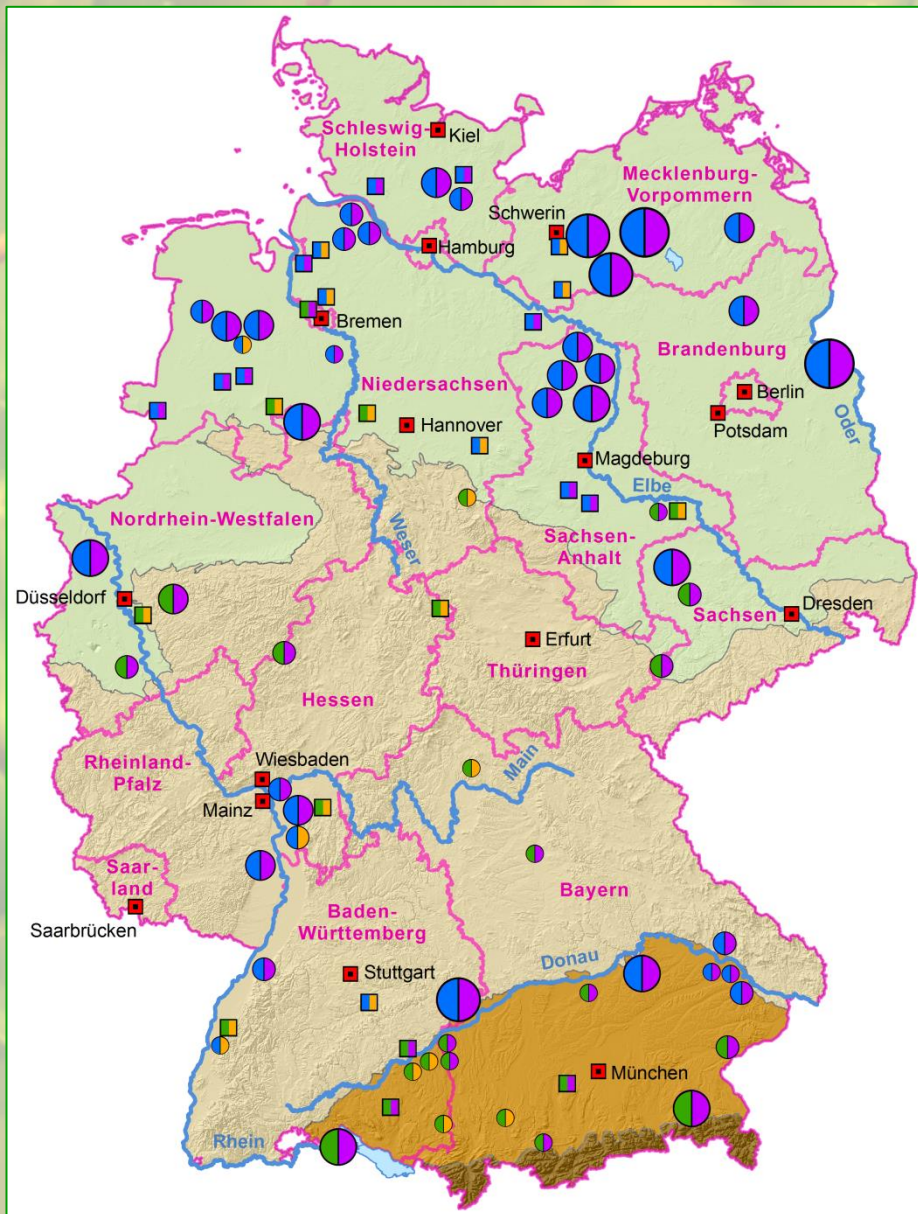 Schleswig-
Holstein
Kiel
Mecklenburg-
Vorpommern
Schwerin
Hamburg
Bremen
Niedersachsen
Brandenburg
Berlin
Potsdam
Oder
Hannover
Magdeburg
Elbe
Nordrhein-Westfalen
Weser
Sachsen-
Anhalt
Düsseldorf
Sachsen
Dresden
Erfurt
Thüringen
Hessen
Rheinland-
Pfalz
Wiesbaden
Main
Mainz
Saar-
land
Saarbrücken
Bayern
Baden-
Württemberg
Donau
Stuttgart
München
Rhein